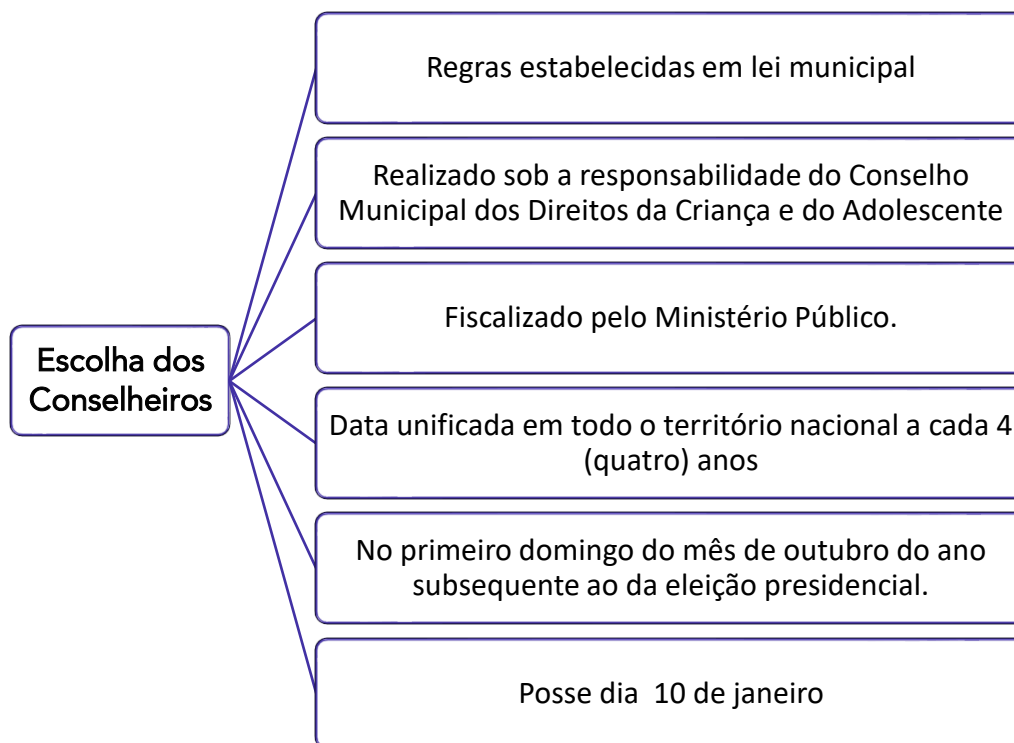 Regras estabelecidas em lei municipal
Realizado sob a responsabilidade do Conselho
Municipal dos Direitos da Criança e do Adolescente
Fiscalizado pelo Ministério Público.
Escolha dos
Conselheiros
Data unificada em todo o território nacional a cada 4
(quatro) anos
No primeiro domingo do mês de outubro do ano
subsequente ao da eleição presidencial.
Posse dia 10 de janeiro